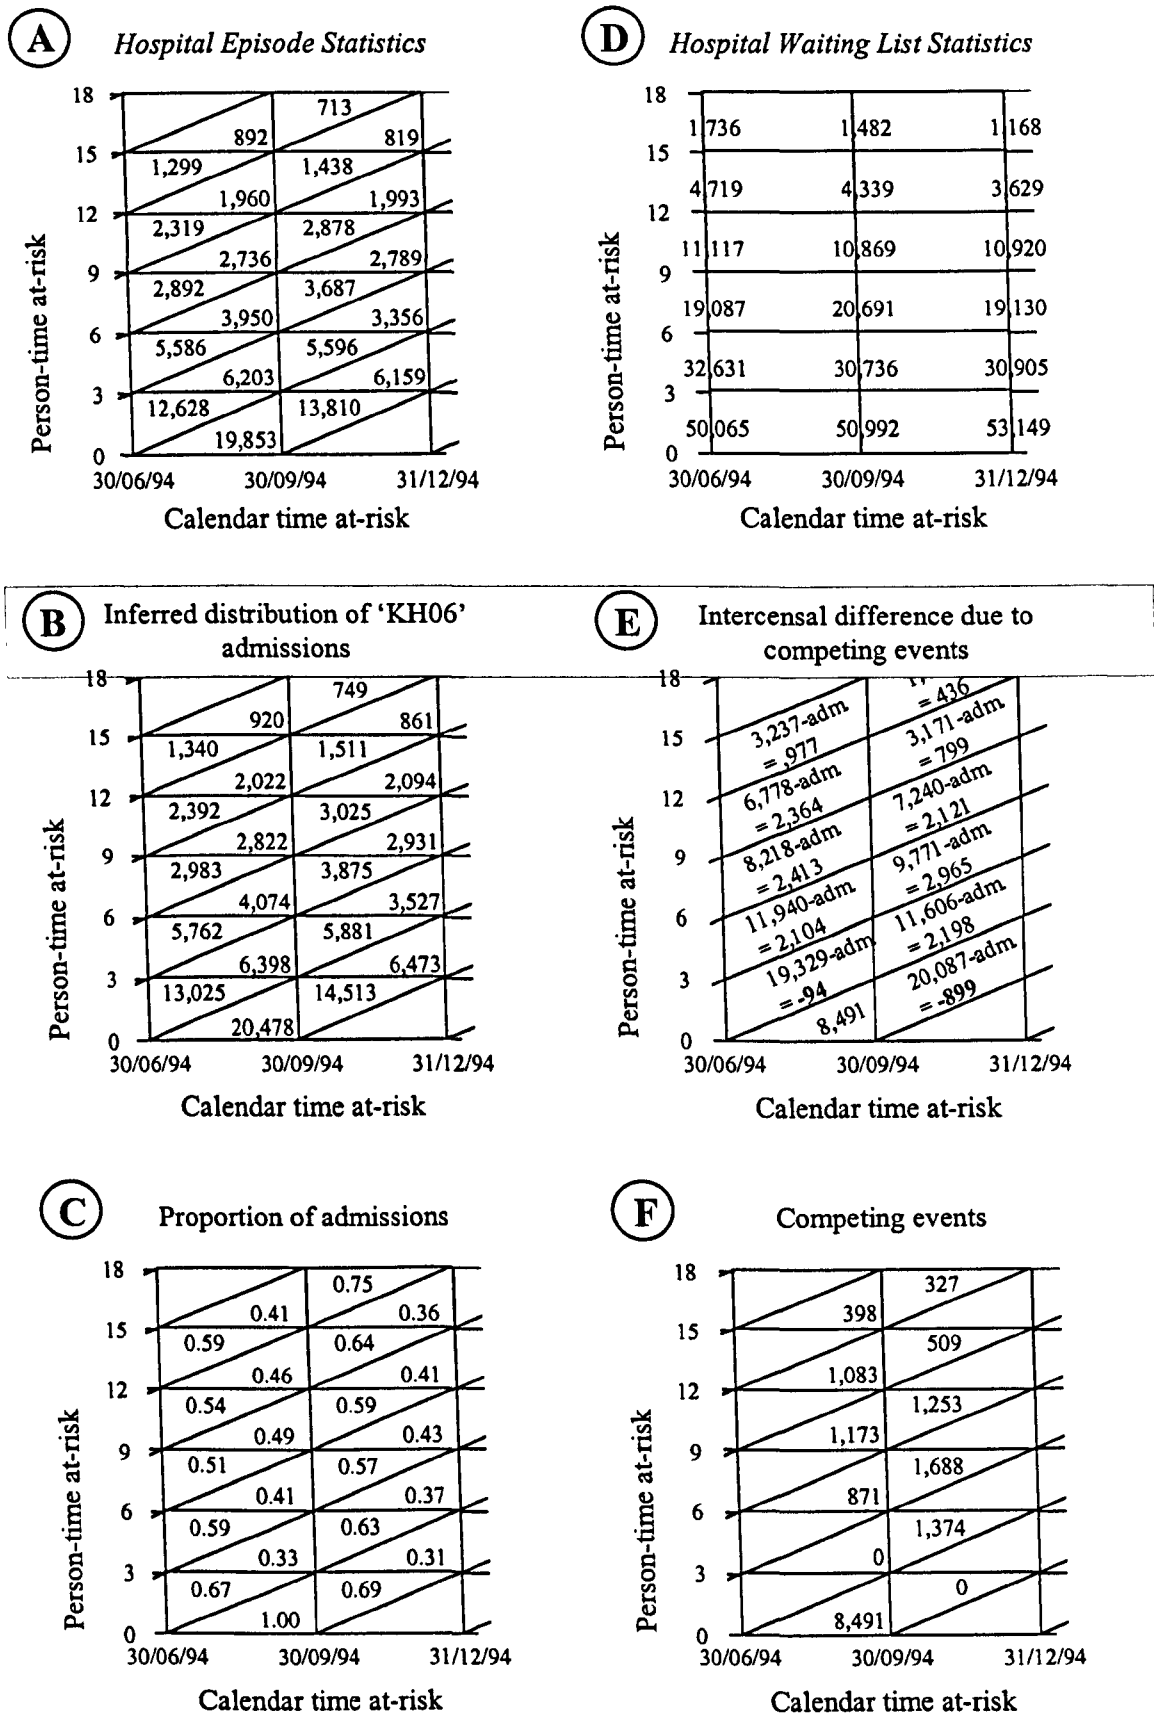 A Hospital Episode Statistics
18
713
892 819
15
1,299 1,438
1,960 1,993
12
2,319 2,878
2,736 2,789
9
2,892 3,687
3,950 3,356
6
5,586 5,596
6,203 6,159
3
12,628 13,810
19,853
0
30/06/94 30/09/94 31/12/94
Person-time at-risk
Calendar time at-risk
D Hospital Waiting List Statistics
18
1,736 1,482 1,168
15
4,719 4,339 3,629
12
11,117 10,869 10,920
9
19,087 20,691 19,130
6
32,631 30,736 30,905
3
50,065 50,992 53,149
0
30/06/94 30/09/94 31/12/94
Person-time at-risk
Calendar time at-risk
B Inferred distribution of ‘KH06’
admissions
18
749
920 861
15
1,340 1,511
2,022 2,094
12
2,392 3,025
2,822 2,931
9
2,983 3,875
4,074 3,527
6
5,762 5,881
6,398 6,473
3
13,025 14,513
20,478
0
30/06/94 30/09/94 31/12/94
Person-time at-risk
Calendar time at-risk
E Intercensal difference due to
competing events
18
= 436
3,237-adm
= ,977
3,171-adm
= 799
15
6,778-adm
= 2,364
7,240-adm
= 2,121
12
8,218-adm
= 2,413
9,771-adm
= 2,965
9
11,940-adm
= 2,104
11,606-adm
= 2,198
6
19,329-adm
= -94
20,087-adm
= -899
3
8,491
0
30/06/94 30/09/94 31/12/94
Person-time at-risk
Calendar time at-risk
C Proportion of admissions
18
0.75
0.41 0.36
15
0.59 0.64
0.46 0.41
12
0.54 0.59
0.49 0.43
9
0.51 0.57
0.41 0.37
6
0.59 0.63
0.33 0.31
3
0.67 0.69
1.00
0
30/06/94 30/09/94 31/12/94
Person-time at-risk
Calendar time at-risk
F Competing events
18
327
398
15
509
1,083
12
1,253
1,173
9
1,688
871
6
1,374
0
3
0
8,491
0
30/06/94 30/09/94 31/12/94
Person-time at-risk
Calendar time at-risk